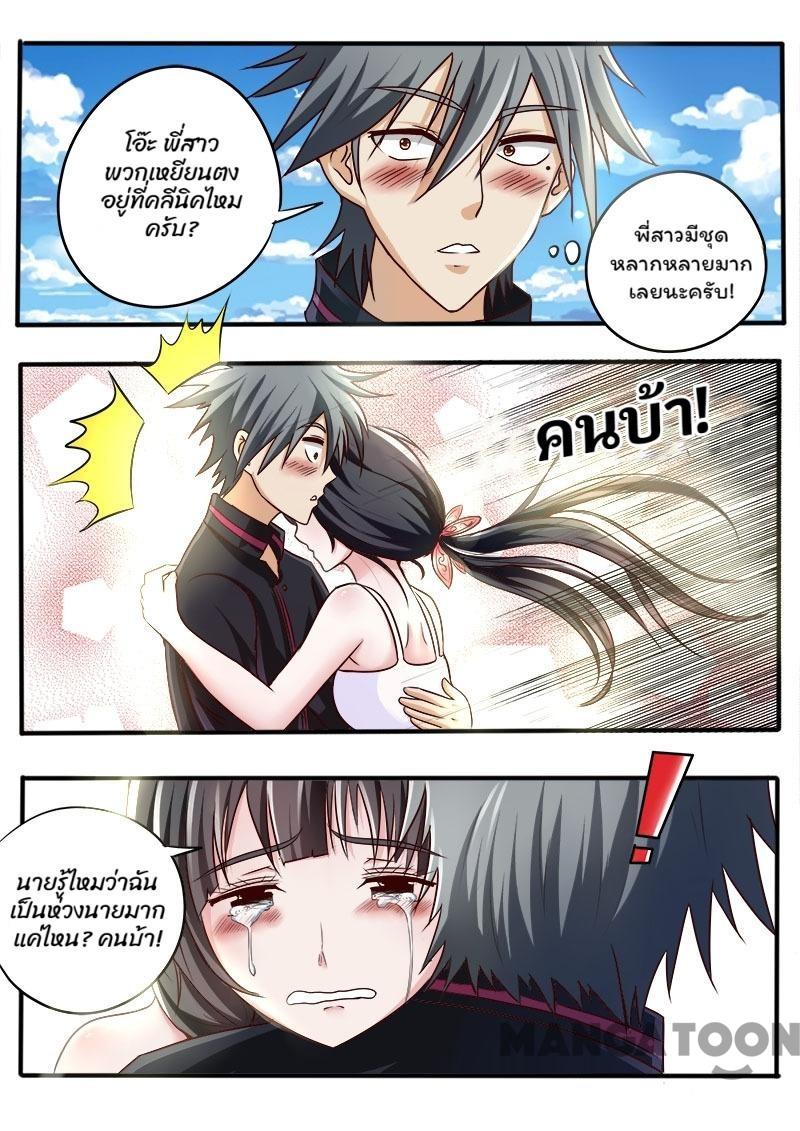 โอ๊ะ พี่สาว
พวกเหยียนตง
อยู่ที่คลีนิคไหม
ครับ?
พี่สาวมีชุด
หลากหลายมาก
เลยนะครับ!
คนบ้า!
!
นายรู้ไหมว่าฉัน
เป็นห่วงนายมาก
แค่ไหน? คนบ้า!
MANGATOON